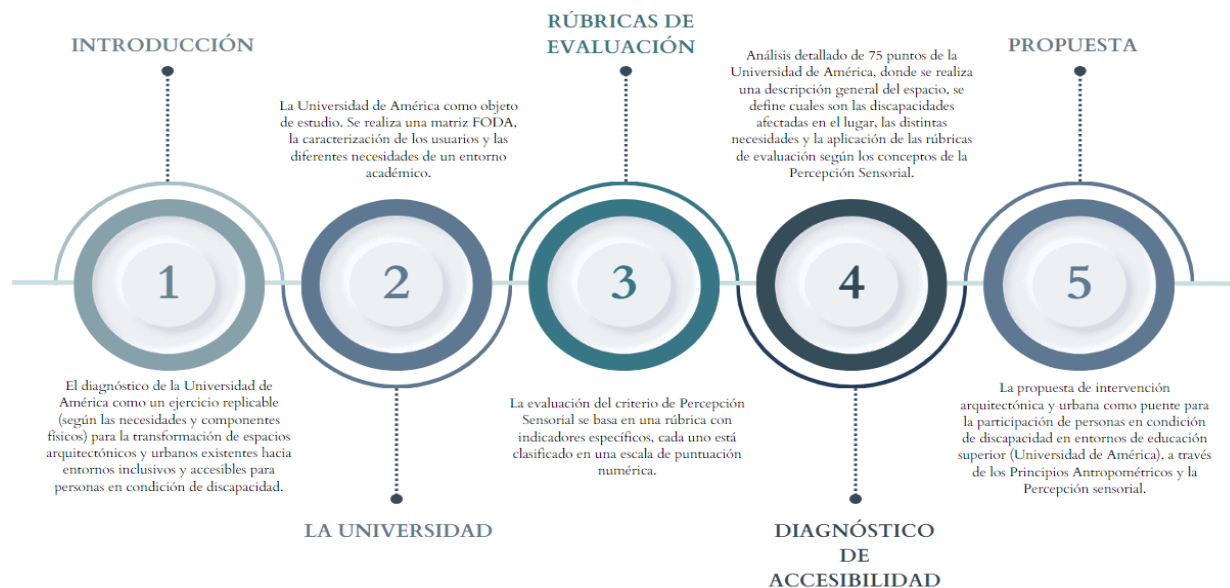 INTRODUCCIÓN
1
El diagnóstico de la Universidad de
América como un ejercicio replicable
(según las necesidades y componentes
físicos) para la transformación de espacios
arquitectónicos y urbanos existentes hacia
entornos inclusivos y accesibles para
personas en condición de discapacidad.
La Universidad de América como objeto
de estudio. Se realiza una matriz FODA,
la caracterización de los usuarios y las
diferentes necesidades de un entorno
académico.
2
LA UNIVERSIDAD
RÚBRICAS DE
EVALUACIÓN
3
La evaluación del criterio de Percepción
Sensorial se basa en una rúbrica con
indicadores específicos, cada uno está
clasificado en una escala de puntuación
numérica.
Análisis detallado de 75 puntos de la
Universidad de América, donde se realiza
una descripción general del espacio, se
define cuales son las discapacidades
afectadas en el lugar, las distintas
necesidades y la aplicación de las rúbricas
de evaluación según los conceptos de la
Percepción Sensorial.
4
DIAGNÓSTICO
DE
ACCESIBILIDAD
PROPUESTA
5
La propuesta de intervención
arquitectónica y urbana como puente para
la participación de personas en condición
de discapacidad en entornos de educación
superior (Universidad de América), a través
de los Principios Antropométricos y la
Percepción sensorial.